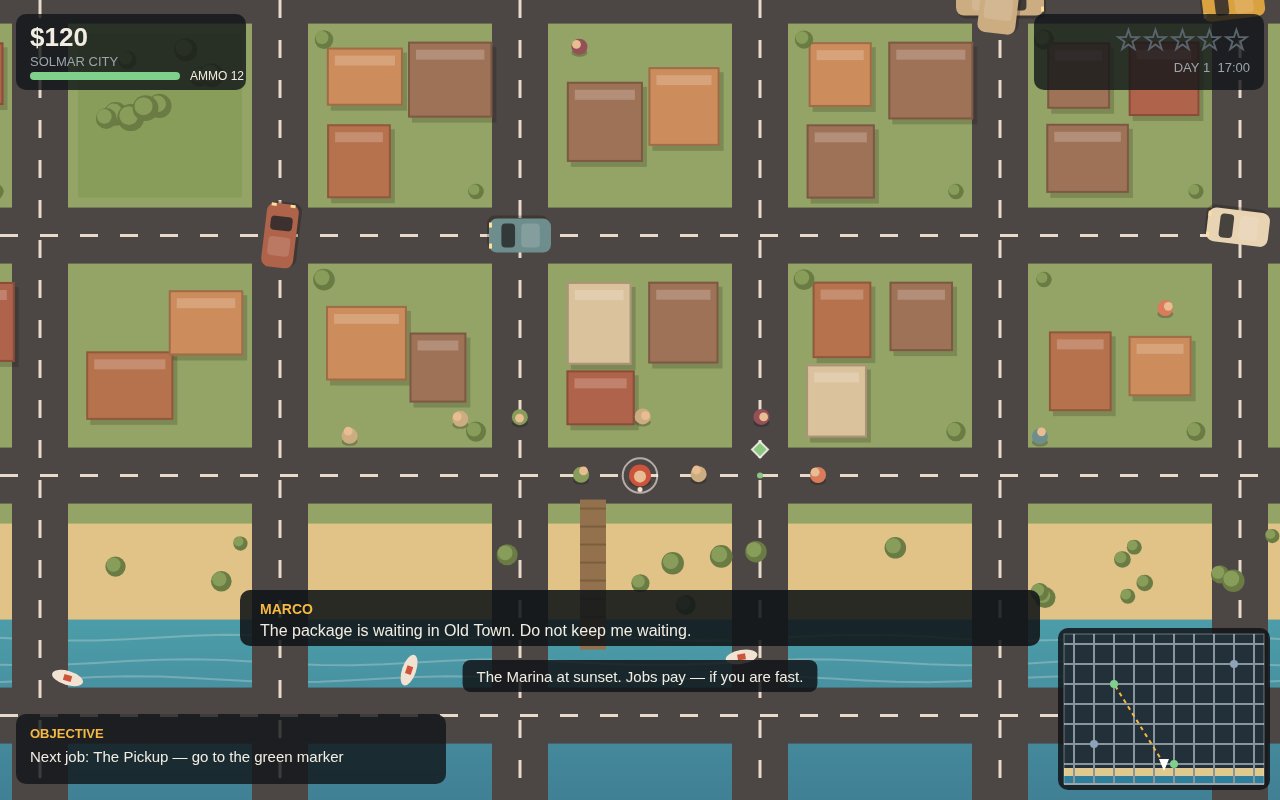 $120
SOLMAR CITY
AMMO 12
DAY 1 17:00
MARCO
The package is waiting in Old Town. Do not keep me waiting.
The Marina at sunset. Jobs pay — if you are fast.
OBJECTIVE
Next job: The Pickup — go to the green marker